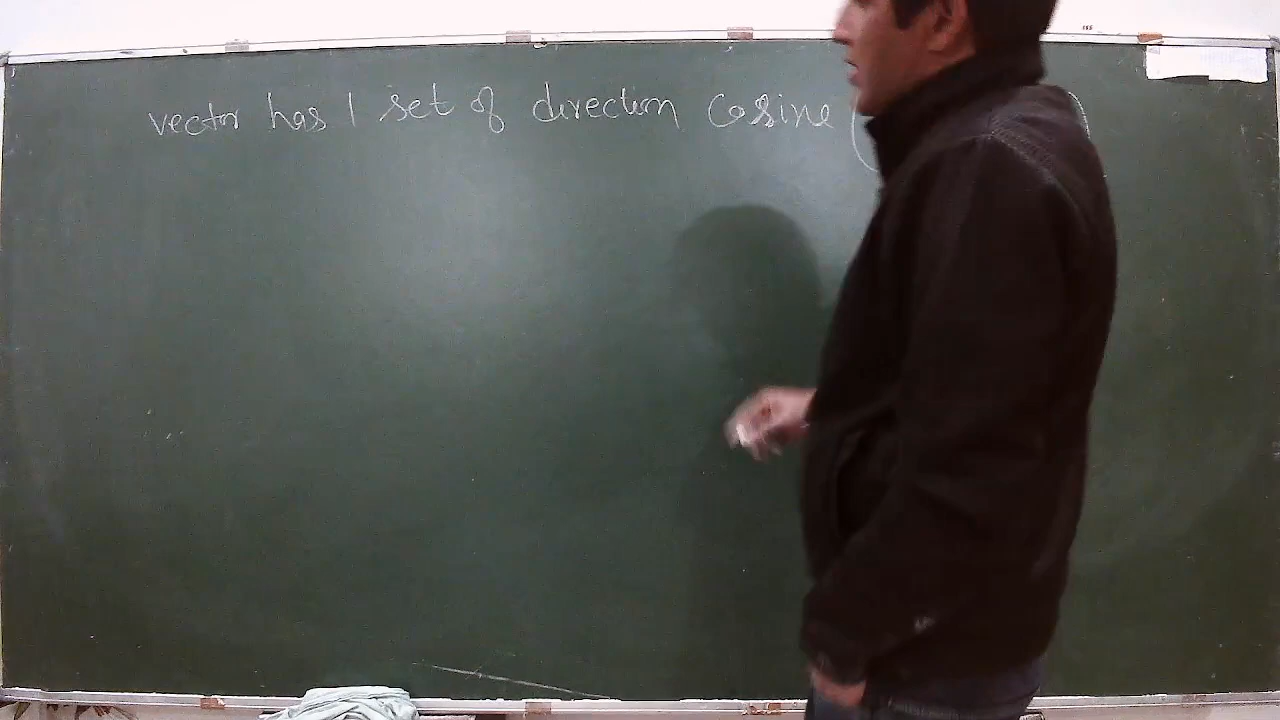 vector has 1 set of direction cosine (